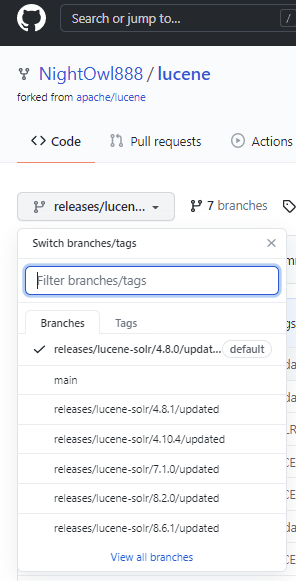 Search or jump to...
/
NightOwl888 / lucene
forked from apache/lucene
Code Pull requests Actions
releases/lucen... 7 branches
Switch branches/tags
Filter branches/tags
Branches Tags
releases/lucene-solr/4.8.0/updat... default
main
releases/lucene-solr/4.8.1/updated
releases/lucene-solr/4.10.4/updated
releases/lucene-solr/7.1.0/updated
releases/lucene-solr/8.2.0/updated
releases/lucene-solr/8.6.1/updated
View all branches